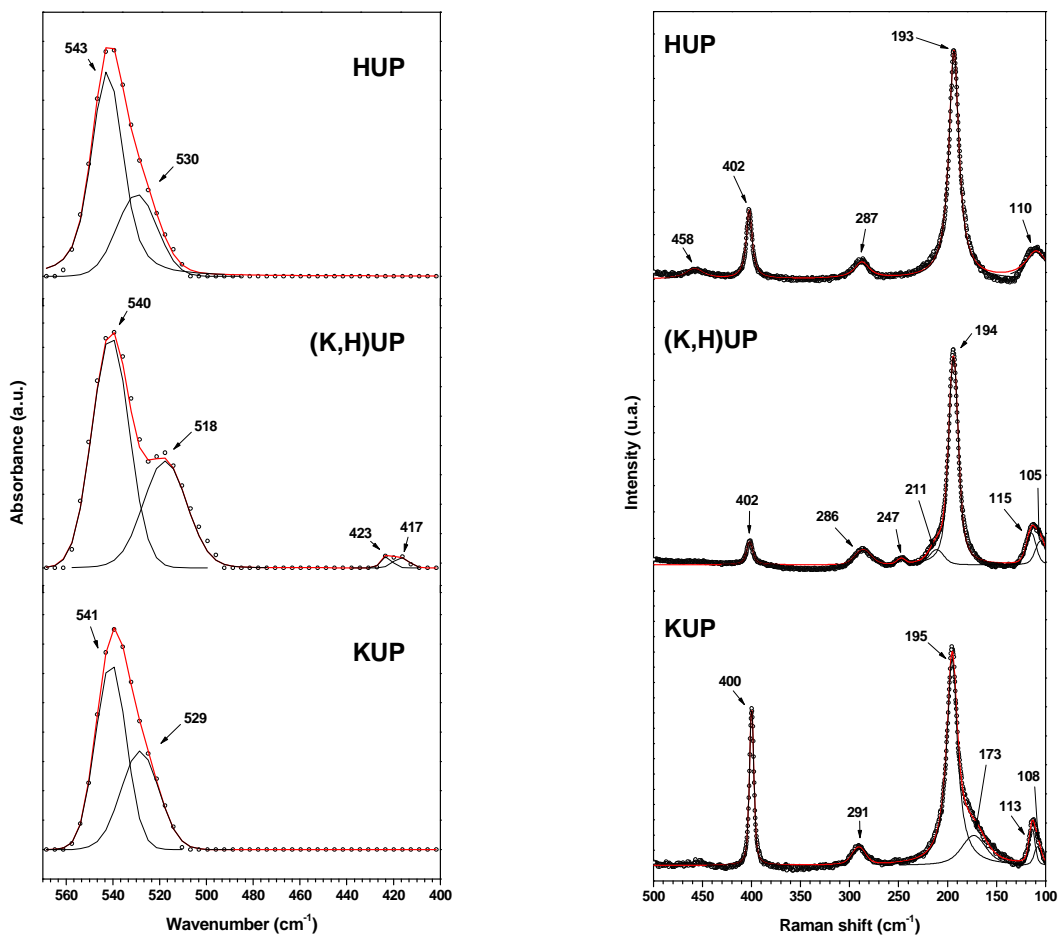 HUP
543
530
(K,H)UP
540
518
423
417
KUP
541
529
Absorbance (a.u.)
560 540 520 500 480 460 440 420 400
Wavenumber (cm⁻¹)
HUP
193
402
287
458
110
(K,H)UP
194
402
286
247
211
115
105
KUP
195
400
291
173
113
108
Intensity (u.a.)
500 450 400 350 300 250 200 150 100
Raman shift (cm⁻¹)